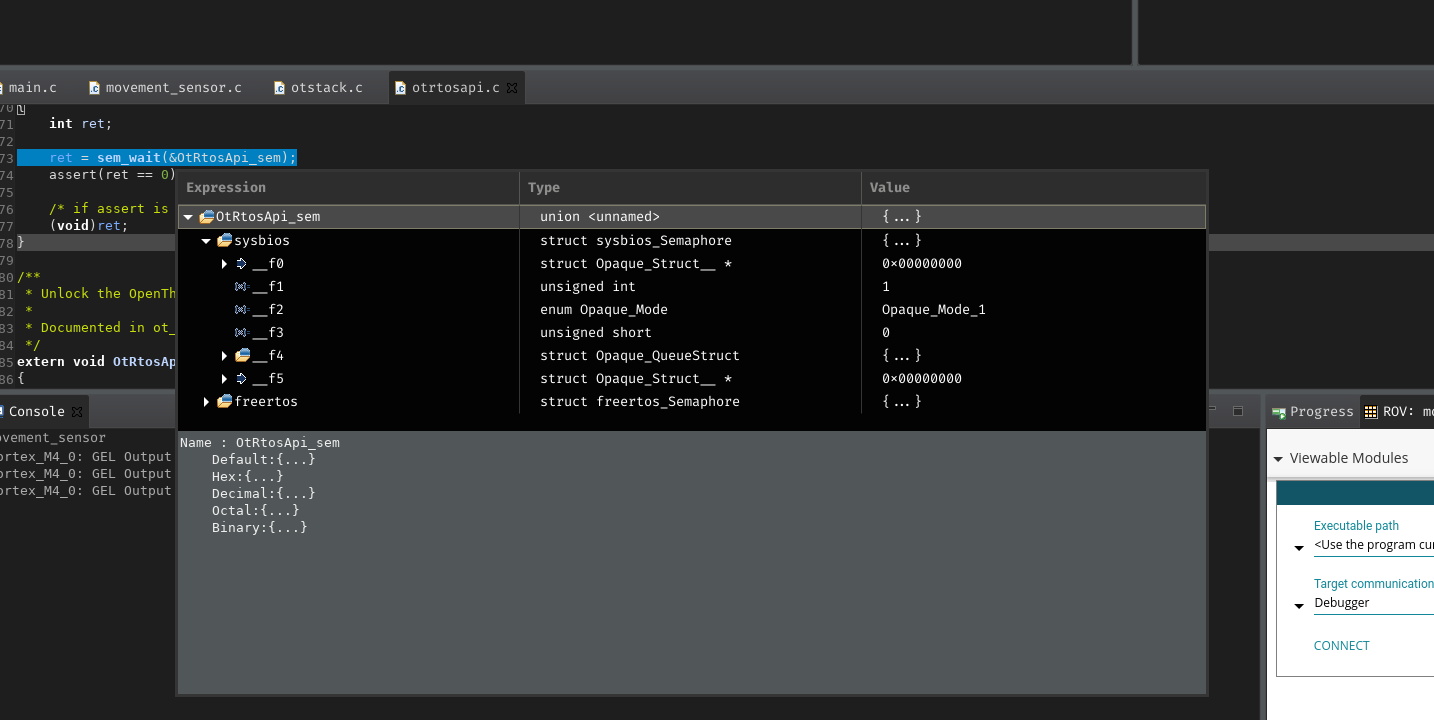 main.c movement_sensor.c otstack.c otrtosapi.c
70 {
71 int ret;
72
73 ret = sem_wait(&OtRtosApi_sem);
74 assert(ret == 0)
75
76 /* if assert is
77 (void)ret;
78 }
79
80 /**
81 * Unlock the OpenTh
82 *
83 * Documented in ot_
84 */
85 extern void OtRtosAp
86 {
Expression Type Value
OtRtosApi_sem union <unnamed> {...}
sysbios struct sysbios_Semaphore {...}
__f0 struct Opaque_Struct__ * 0x00000000
__f1 unsigned int 1
__f2 enum Opaque_Mode Opaque_Mode_1
__f3 unsigned short 0
__f4 struct Opaque_QueueStruct {...}
__f5 struct Opaque_Struct__ * 0x00000000
freertos struct freertos_Semaphore {...}
Name : OtRtosApi_sem
Default:{...}
Hex:{...}
Decimal:{...}
Octal:{...}
Binary:{...}
Console
ovement_sensor
ortex_M4_0: GEL Output
ortex_M4_0: GEL Output
ortex_M4_0: GEL Output
Progress ROV: mo
Viewable Modules
Executable path
<Use the program cur
Target communication
Debugger
CONNECT